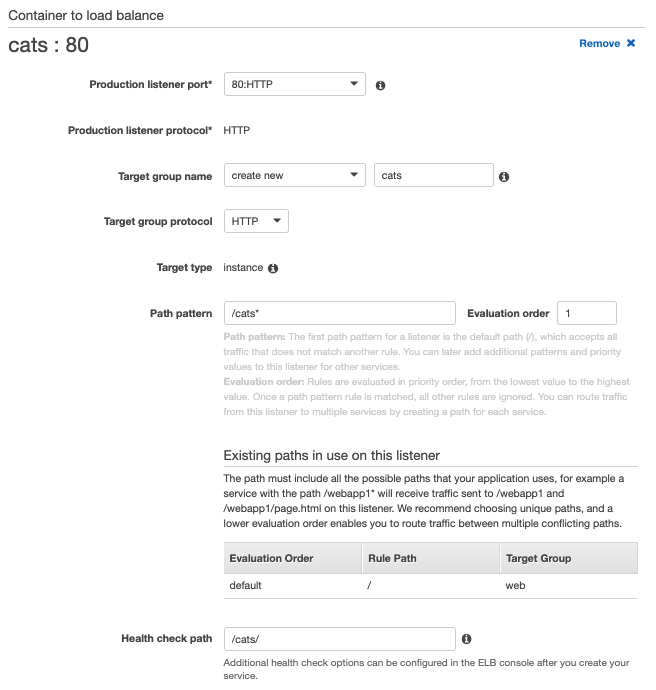 Container to load balance
cats : 80
Remove ✖
Production listener port* 80:HTTP
Production listener protocol* HTTP
Target group name create new cats
Target group protocol HTTP
Target type instance
Path pattern /cats* Evaluation order 1
Path pattern: The first path pattern for a listener is the default path (/), which accepts all
traffic that does not match another rule. You can later add additional patterns and priority
values to this listener for other services.
Evaluation order: Rules are evaluated in priority order, from the lowest value to the highest
value. Once a path pattern rule is matched, all other rules are ignored. You can route traffic
from this listener to multiple services by creating a path for each service.
Existing paths in use on this listener
The path must include all the possible paths that your application uses, for example a
service with the path /webapp1* will receive traffic sent to /webapp1 and
/webapp1/page.html on this listener. We recommend choosing unique paths, and a
lower evaluation order enables you to route traffic between multiple conflicting paths.
Evaluation Order Rule Path Target Group
default / web
Health check path /cats/
Additional health check options can be configured in the ELB console after you create your
service.